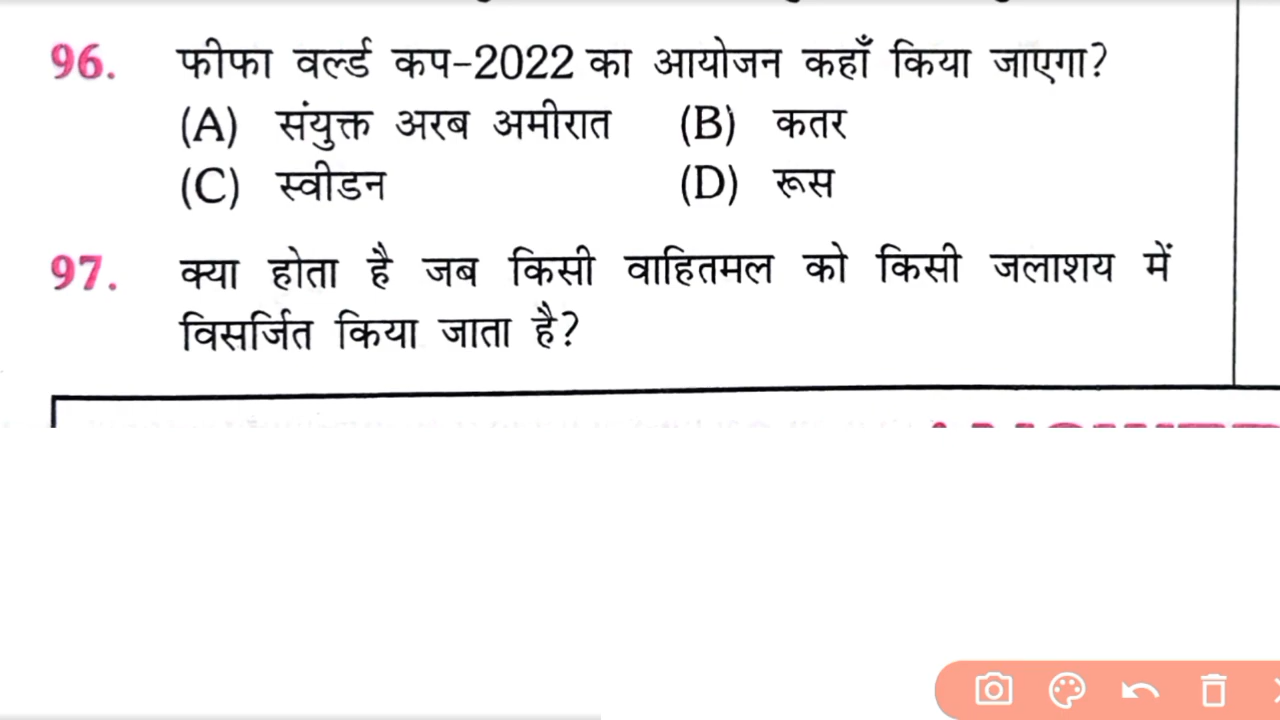 96. फीफा वर्ल्ड कप-2022 का आयोजन कहाँ किया जाएगा?
(A) संयुक्त अरब अमीरात (B) कतर
(C) स्वीडन (D) रूस
97. क्या होता है जब किसी वाहितमल को किसी जलाशय में
विसर्जित किया जाता है?